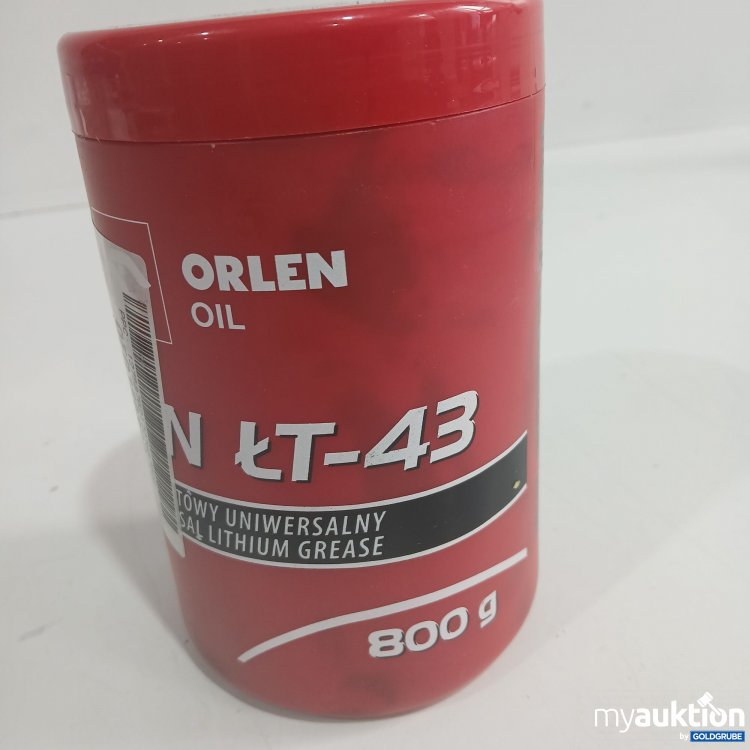 ORLEN
OIL
N ŁT-43
TOWY UNIWERSALNY
SAL LITHIUM GREASE
800 g
myauktion
by GOLDGRUBE